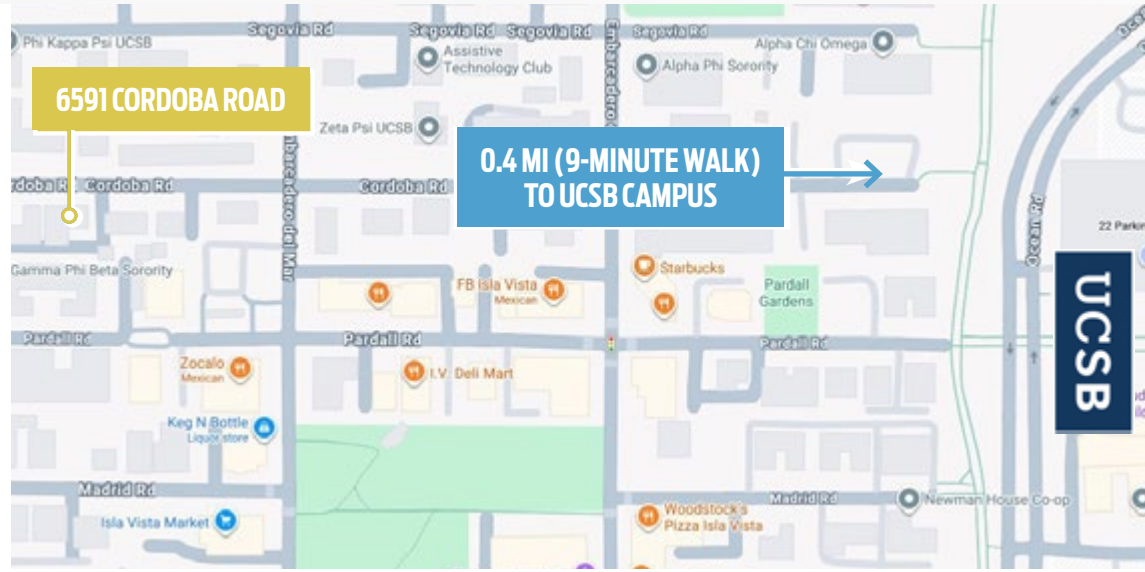 Segovia Rd
Segovia Rd
Segovia Rd
Segovia Rd
Phi Kappa Psi UCSB
Assistive
Technology Club
Alpha Chi Omega
Alpha Phi Sorority
6591 CORDOBA ROAD
Zeta Psi UCSB
0.4 MI (9-MINUTE WALK)
TO UCSB CAMPUS
doba Rd
Cordoba Rd
Cordoba Rd
Ocean Rd
22 Parkin
mbarcadero del Mar
Gamma Phi Beta Sorority
FB Isla Vista
Mexican
Starbucks
Pardall
Gardens
UCSB
Pardall Rd
Pardall Rd
Pardall Rd
Zocalo
Mexican
I.V. Deli Mart
Keg N Bottle
Liquor store
Madrid Rd
Madrid Rd
Newman House Co-op
Isla Vista Market
Woodstock's
Pizza Isla Vista